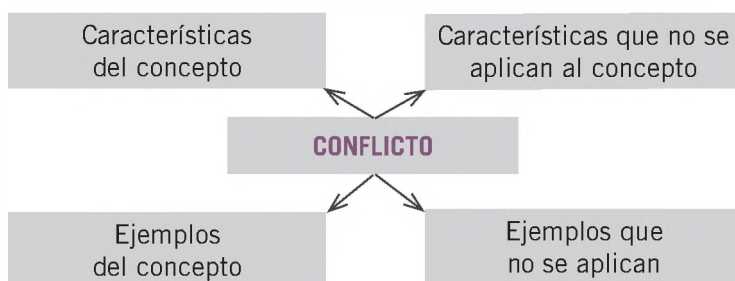 Características
del concepto
Características que no se
aplican al concepto
CONFLICTO
Ejemplos
del concepto
Ejemplos que
no se aplican